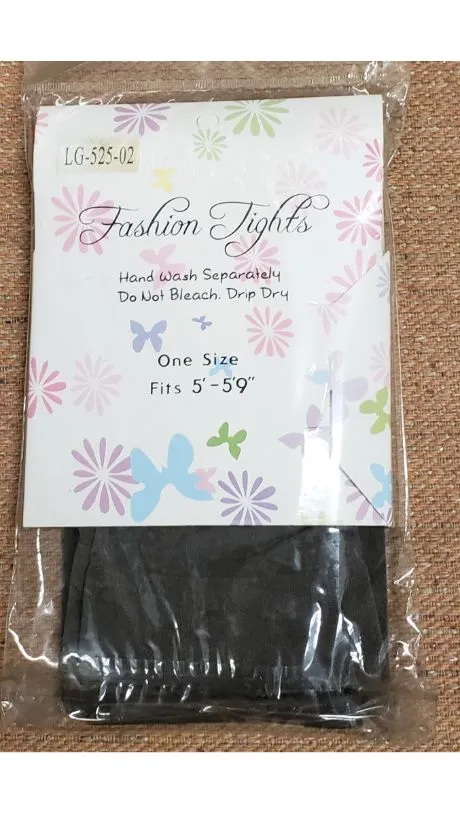 LG-525-02
Fashion Tights
Hand Wash Separately
Do Not Bleach. Drip Dry
One Size
Fits 5'-5'9"